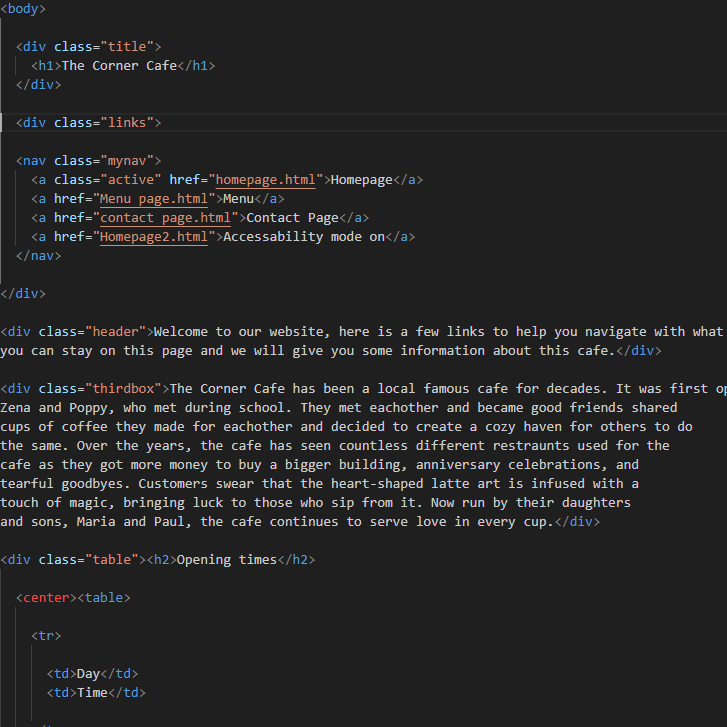 <body>
<div class="title">
<h1>The Corner Cafe</h1>
</div>
<div class="links">
<nav class="mynav">
<a class="active" href="homepage.html">Homepage</a>
<a href="Menu page.html">Menu</a>
<a href="contact page.html">Contact Page</a>
<a href="Homepage2.html">Accessability mode on</a>
</nav>
</div>
<div class="header">Welcome to our website, here is a few links to help you navigate with what
you can stay on this page and we will give you some information about this cafe.</div>
<div class="thirdbox">The Corner Cafe has been a local famous cafe for decades. It was first op
Zena and Poppy, who met during school. They met eachother and became good friends shared
cups of coffee they made for eachother and decided to create a cozy haven for others to do
the same. Over the years, the cafe has seen countless different restraunts used for the
cafe as they got more money to buy a bigger building, anniversary celebrations, and
tearful goodbyes. Customers swear that the heart-shaped latte art is infused with a
touch of magic, bringing luck to those who sip from it. Now run by their daughters
and sons, Maria and Paul, the cafe continues to serve love in every cup.</div>
<div class="table"><h2>Opening times</h2>
<center><table>
<tr>
<td>Day</td>
<td>Time</td>